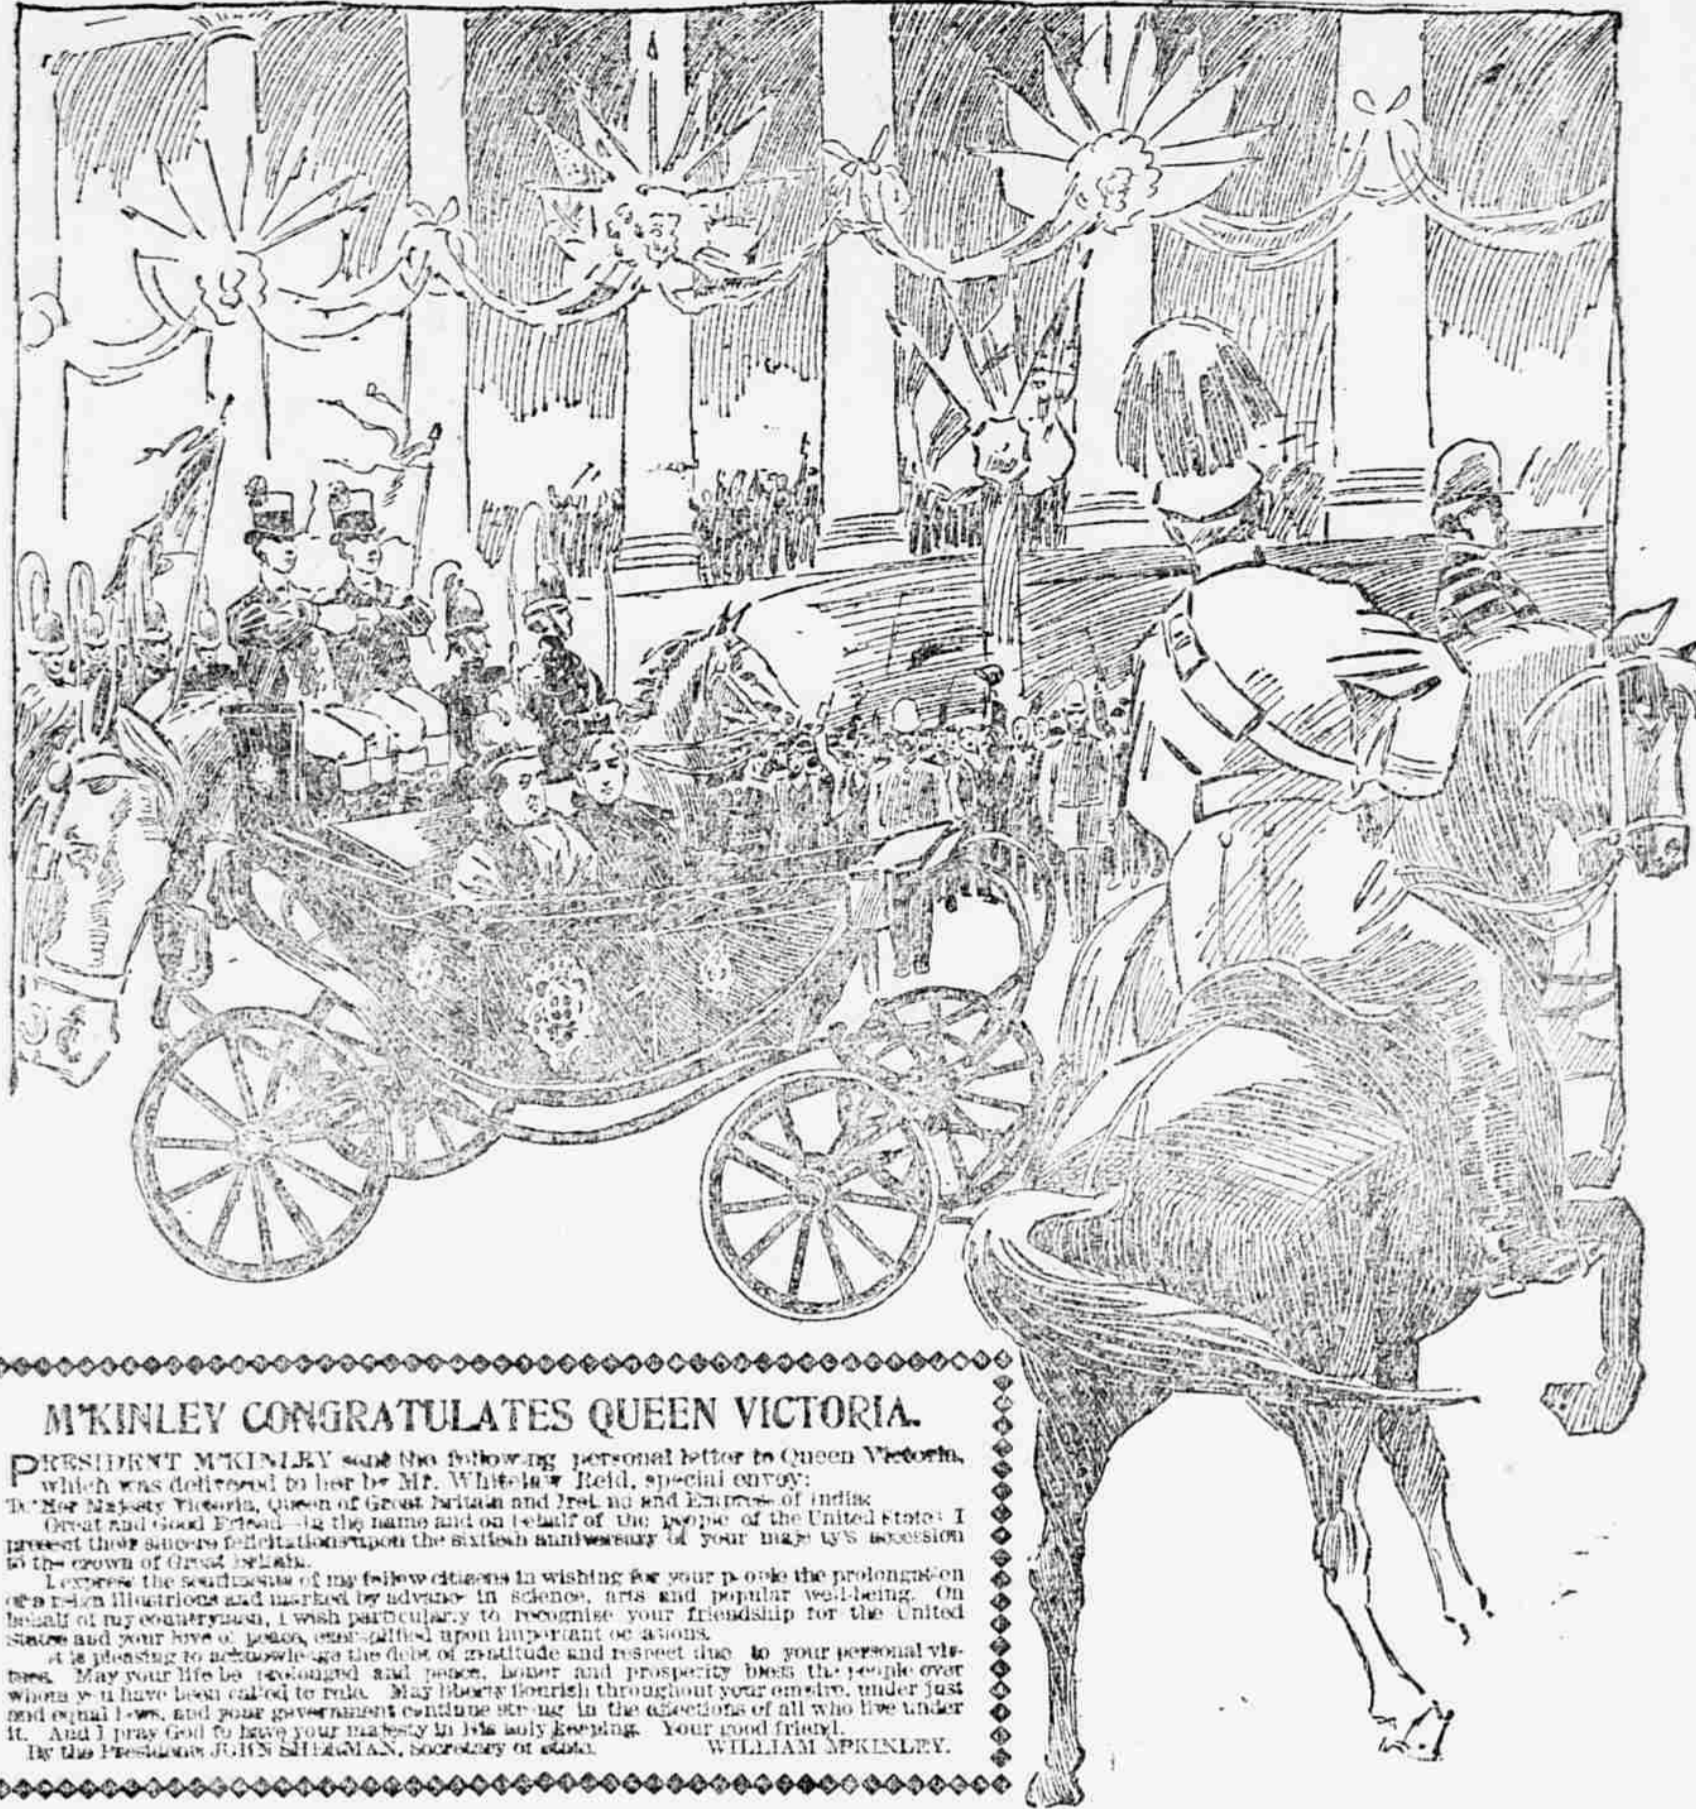 M'KINLEY CONGRATULATES QUEEN VICTORIA.
PRESIDENT M'KINLEY sent the following personal letter to Queen Victoria,
which was delivered to her by Mr. Whitelaw Reid, special envoy:
To Her Majesty Victoria, Queen of Great Britain and Ireland and Empress of India:
Great and Good Friend—In the name and on behalf of the people of the United States I
present their sincere felicitations upon the sixtieth anniversary of your majesty's accession
to the crown of Great Britain.
I express the sentiments of my fellow citizens in wishing for your people the prolongation
of a reign illustrious and marked by advance in science, arts and popular well-being. On
behalf of my countrymen, I wish particularly to recognise your friendship for the United
States and your love of peace, exemplified upon important occasions.
It is pleasing to acknowledge the debt of gratitude and respect due to your personal vir-
tues. May your life be prolonged and peace, honor and prosperity bless the people over
whom you have been called to rule. May liberty flourish throughout your empire, under just
and equal laws, and your government continue strong in the affections of all who live under
it. And I pray God to have your majesty in His holy keeping. Your good friend,
By the President: JOHN SHERMAN, Secretary of state. WILLIAM M'KINLEY.